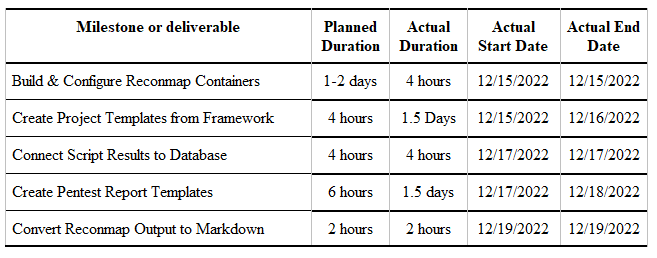 Milestone or deliverable Planned Duration Actual Duration Actual Start Date Actual End Date
Build & Configure Reconmap Containers 1-2 days 4 hours 12/15/2022 12/15/2022
Create Project Templates from Framework 4 hours 1.5 Days 12/15/2022 12/16/2022
Connect Script Results to Database 4 hours 4 hours 12/17/2022 12/17/2022
Create Pentest Report Templates 6 hours 1.5 days 12/17/2022 12/18/2022
Convert Reconmap Output to Markdown 2 hours 2 hours 12/19/2022 12/19/2022